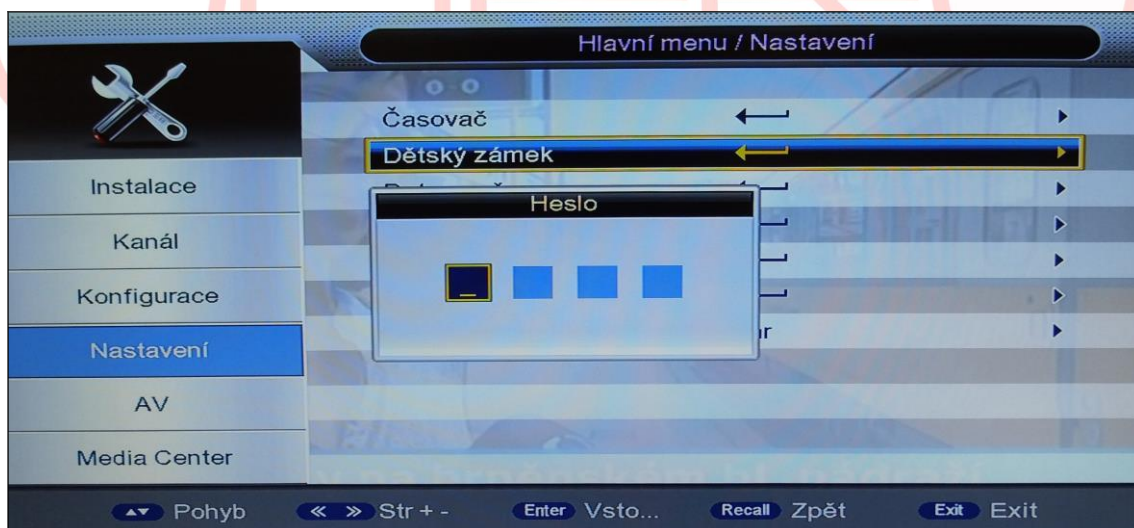 Hlavní menu / Nastavení
Časovač
Dětský zámek
Heslo
Instalace
Kanál
Konfigurace
Nastavení
AV
Media Center
Pohyb
Str + -
Enter Vsto...
Recall Zpět
Exit Exit